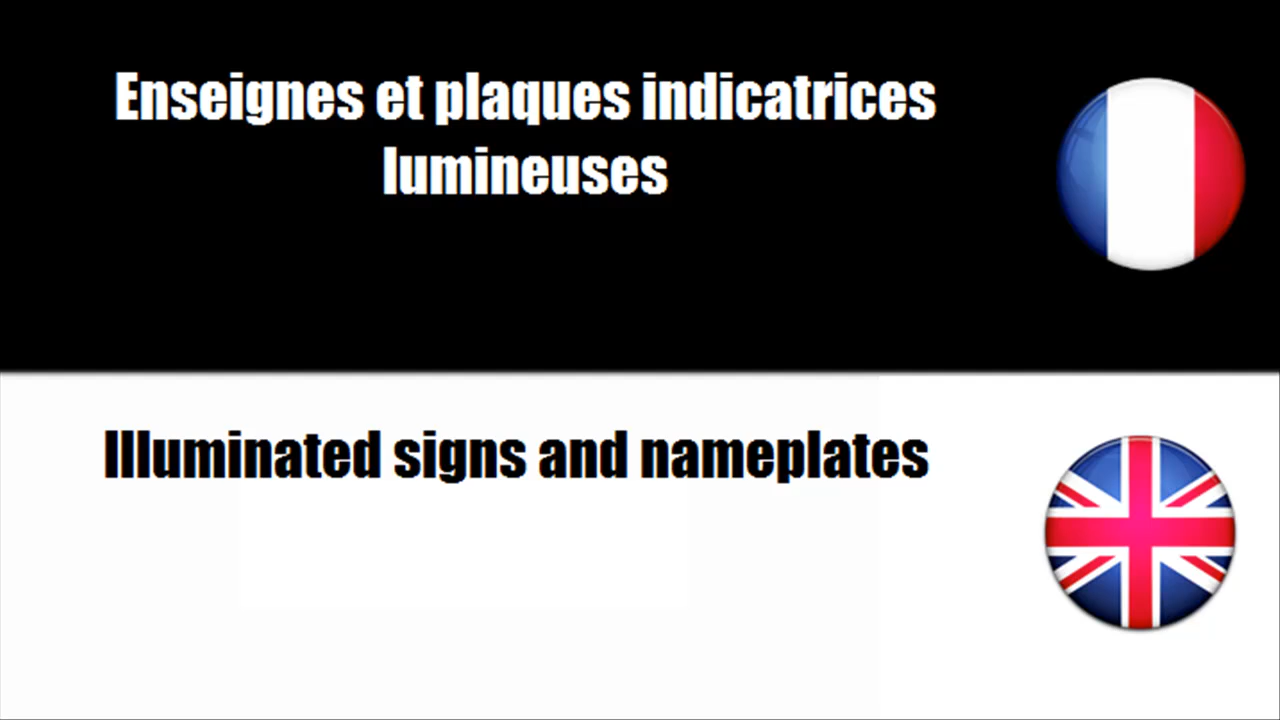 Enseignes et plaques indicatrices
lumineuses
Illuminated signs and nameplates